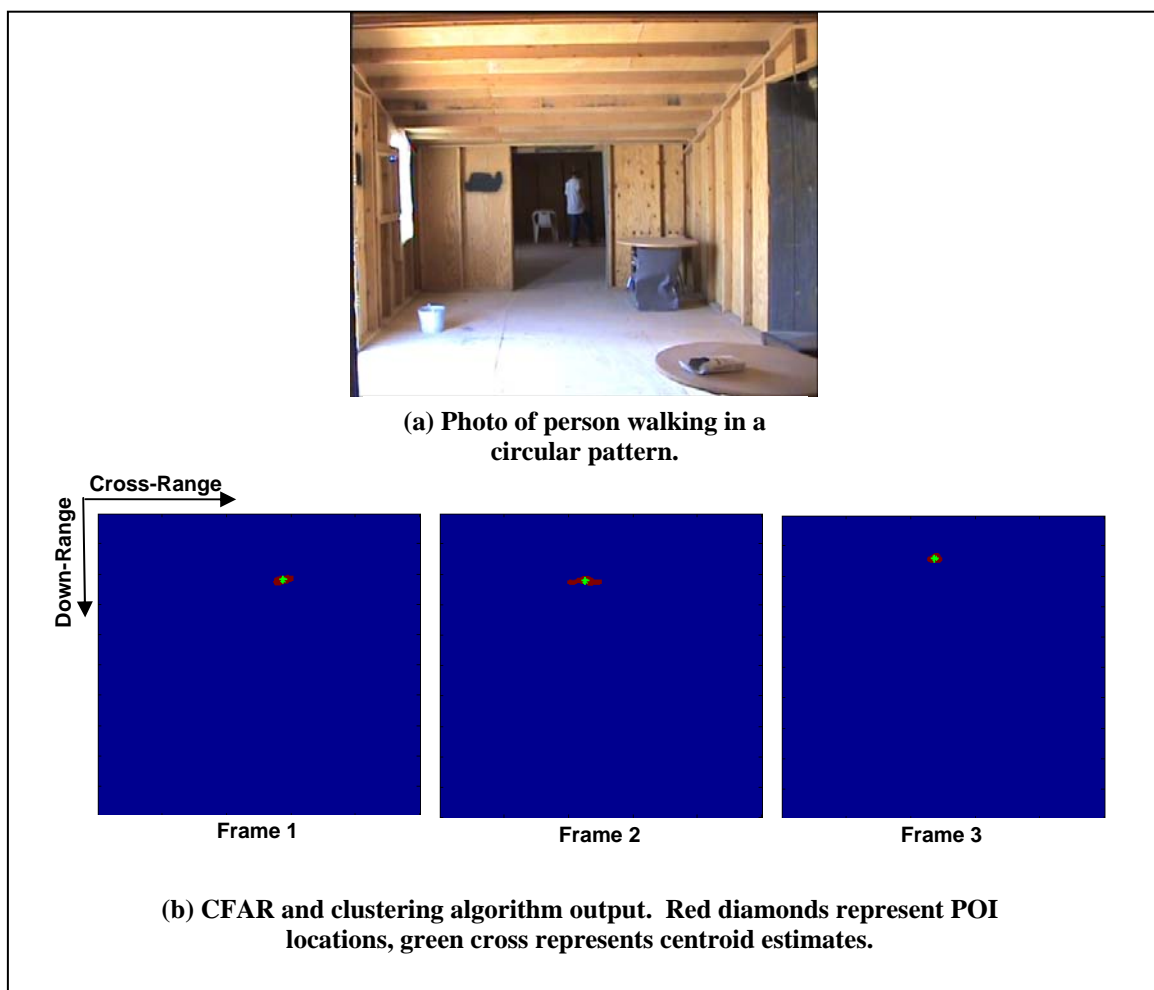 (a) Photo of person walking in a
circular pattern.
Cross-Range
Down-Range
Frame 1
Frame 2
Frame 3
(b) CFAR and clustering algorithm output.  Red diamonds represent POI
locations, green cross represents centroid estimates.